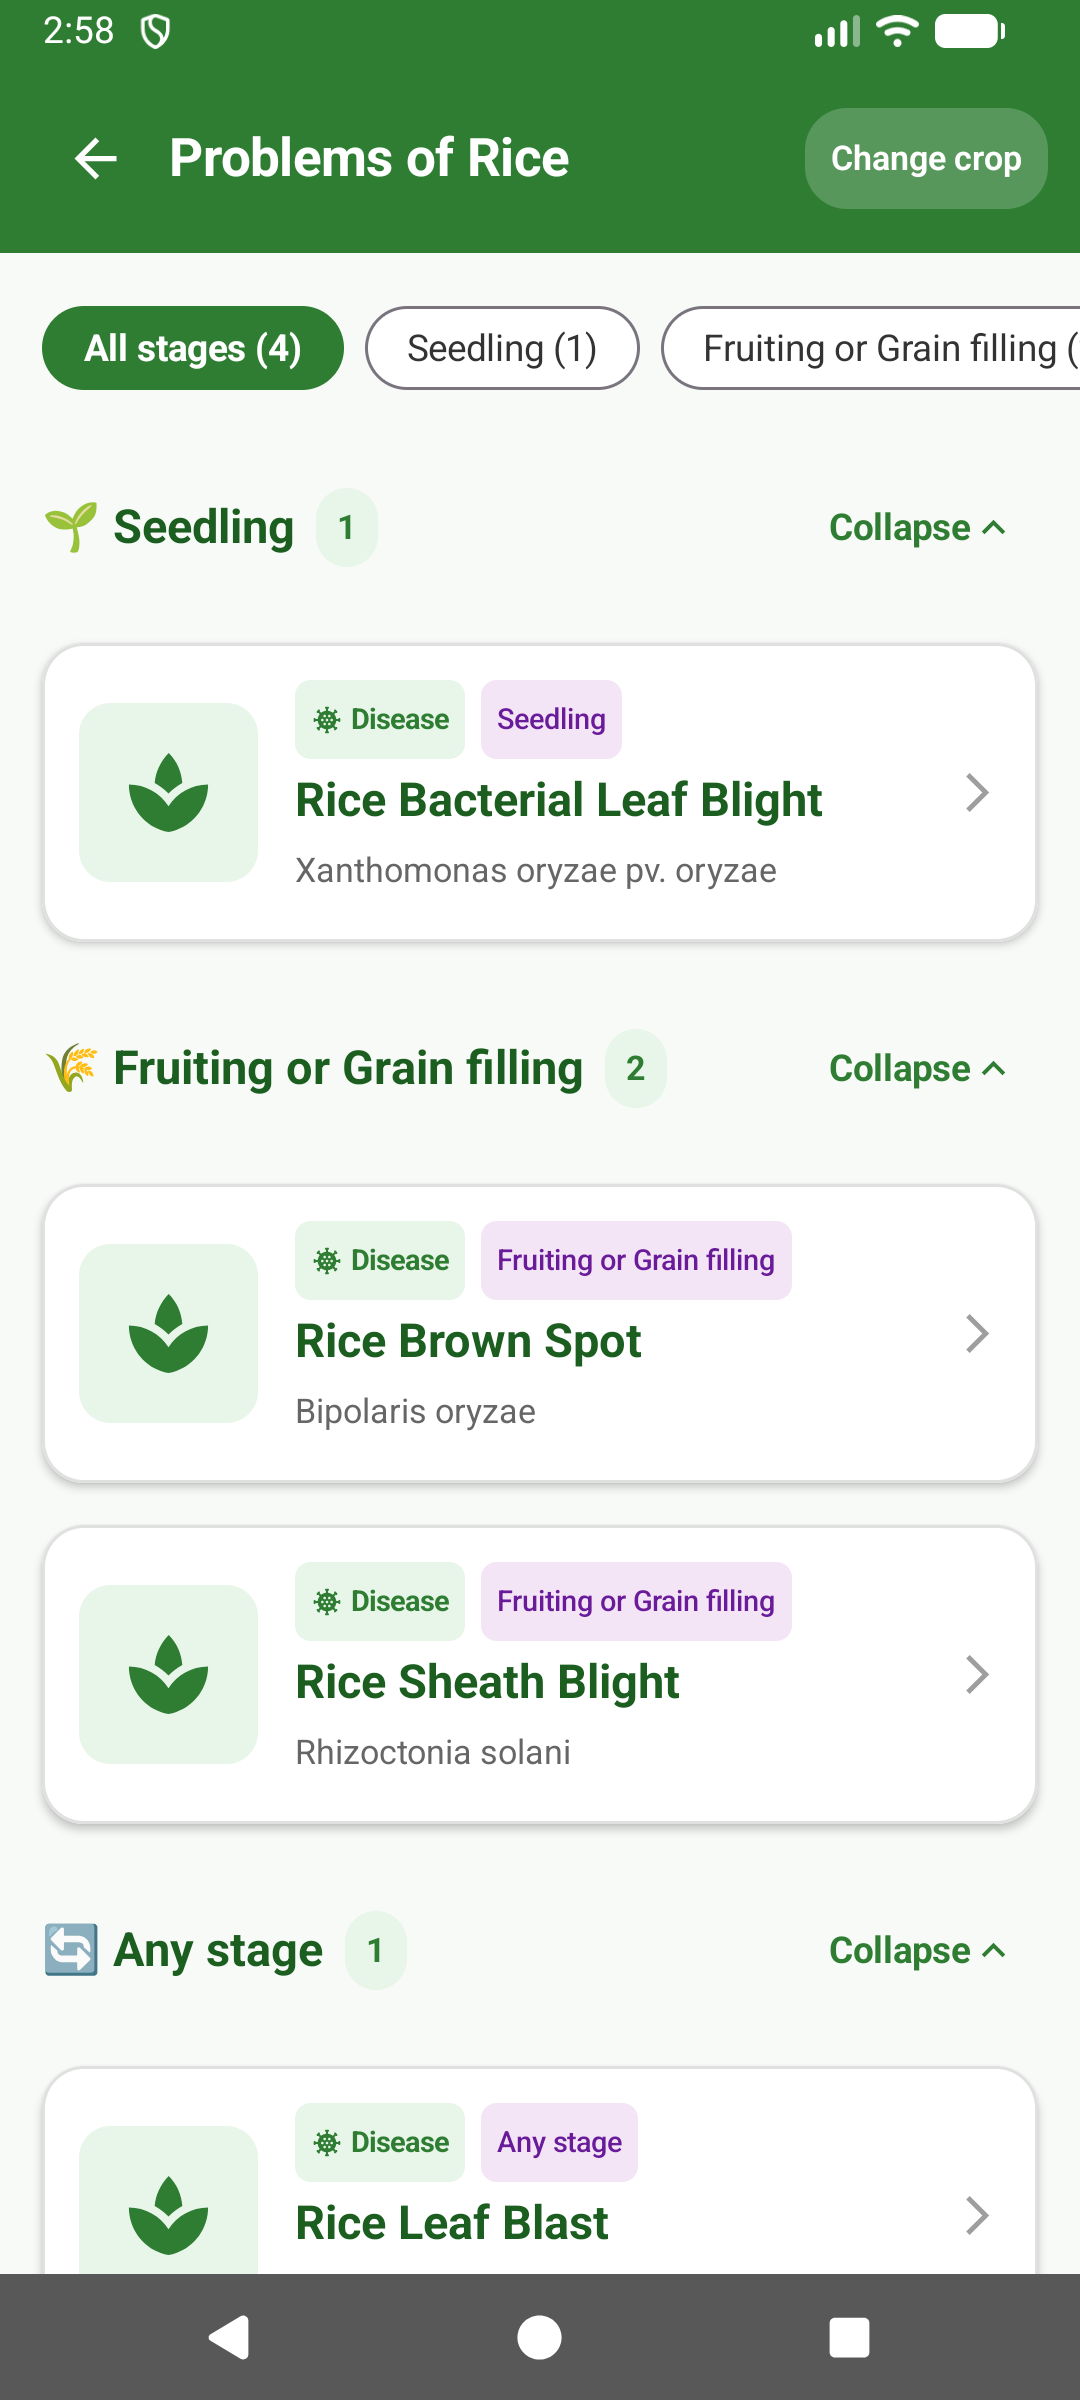 2:58
Problems of Rice
Change crop
All stages (4)
Seedling (1)
Fruiting or Grain filling (
Seedling 1
Collapse
Disease
Seedling
Rice Bacterial Leaf Blight
Xanthomonas oryzae pv. oryzae
Fruiting or Grain filling 2
Collapse
Disease
Fruiting or Grain filling
Rice Brown Spot
Bipolaris oryzae
Disease
Fruiting or Grain filling
Rice Sheath Blight
Rhizoctonia solani
Any stage 1
Collapse
Disease
Any stage
Rice Leaf Blast